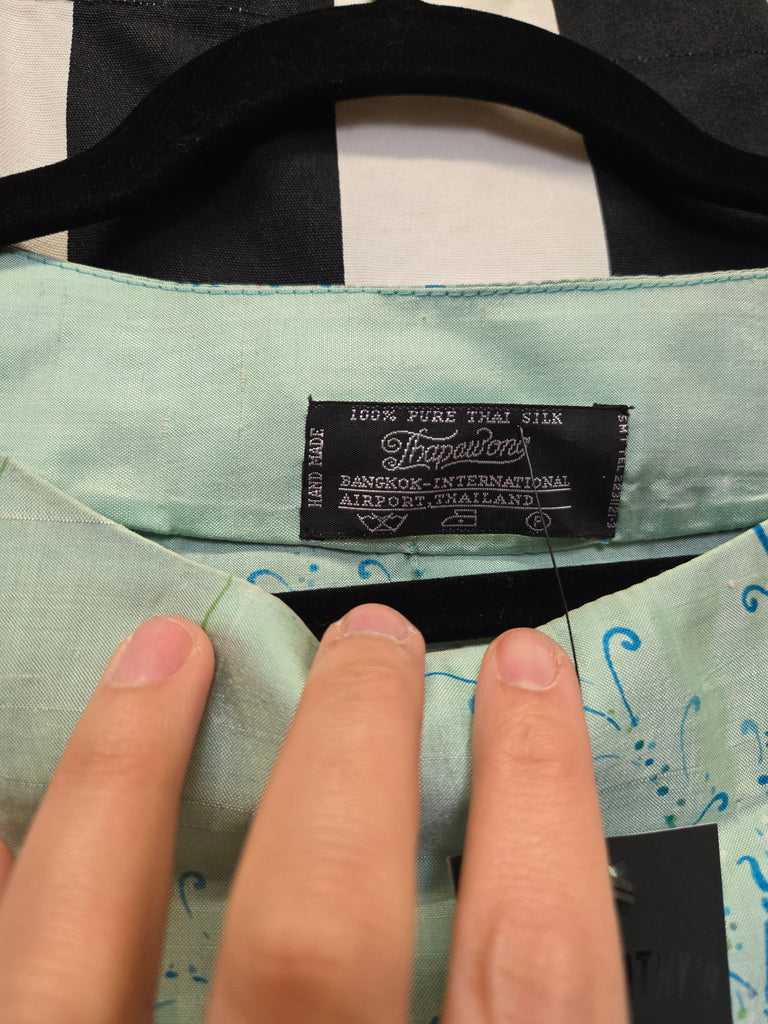 100% PURE THAI SILK
Thapawong
BANGKOK-INTERNATIONAL
AIRPORT.THAILAND
HAND MADE
P